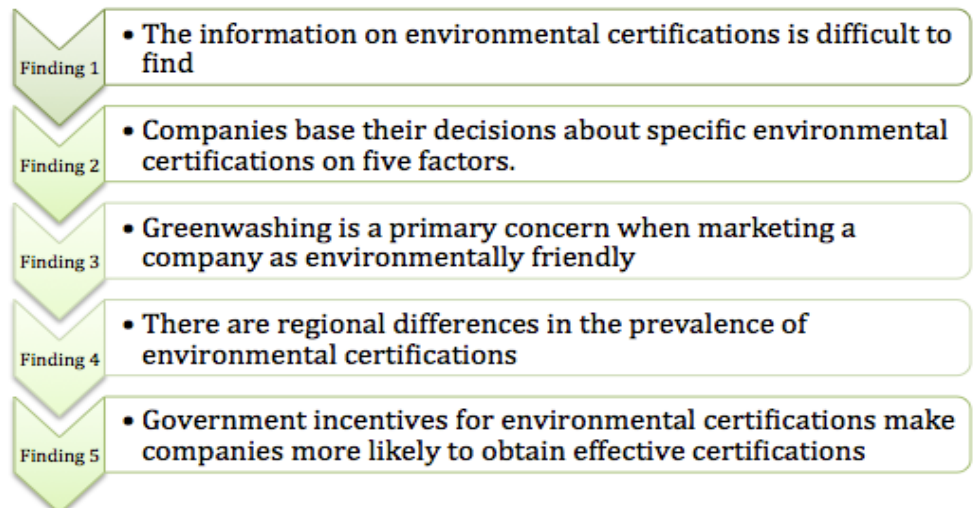 Finding 1
• The information on environmental certifications is difficult to
find
Finding 2
• Companies base their decisions about specific environmental
certifications on five factors.
Finding 3
• Greenwashing is a primary concern when marketing a
company as environmentally friendly
Finding 4
• There are regional differences in the prevalence of
environmental certifications
Finding 5
• Government incentives for environmental certifications make
companies more likely to obtain effective certifications